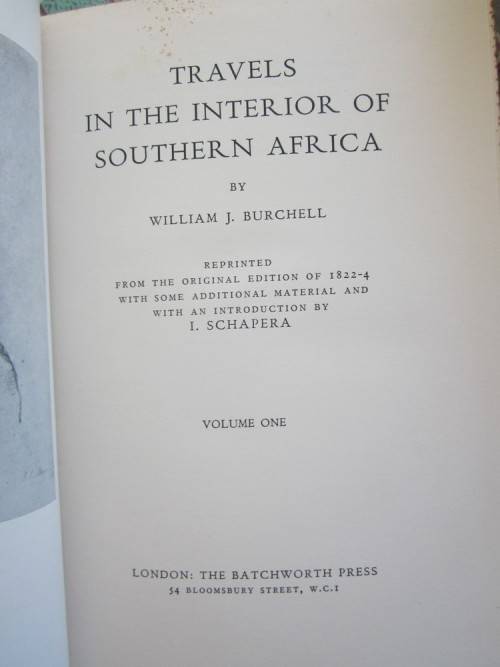 TRAVELS
IN THE INTERIOR OF
SOUTHERN AFRICA
BY
WILLIAM J. BURCHELL
REPRINTED
FROM THE ORIGINAL EDITION OF 1822-4
WITH SOME ADDITIONAL MATERIAL AND
WITH AN INTRODUCTION BY
I. SCHAPERA
VOLUME ONE
LONDON: THE BATCHWORTH PRESS
54 BLOOMSBURY STREET, W.C.1